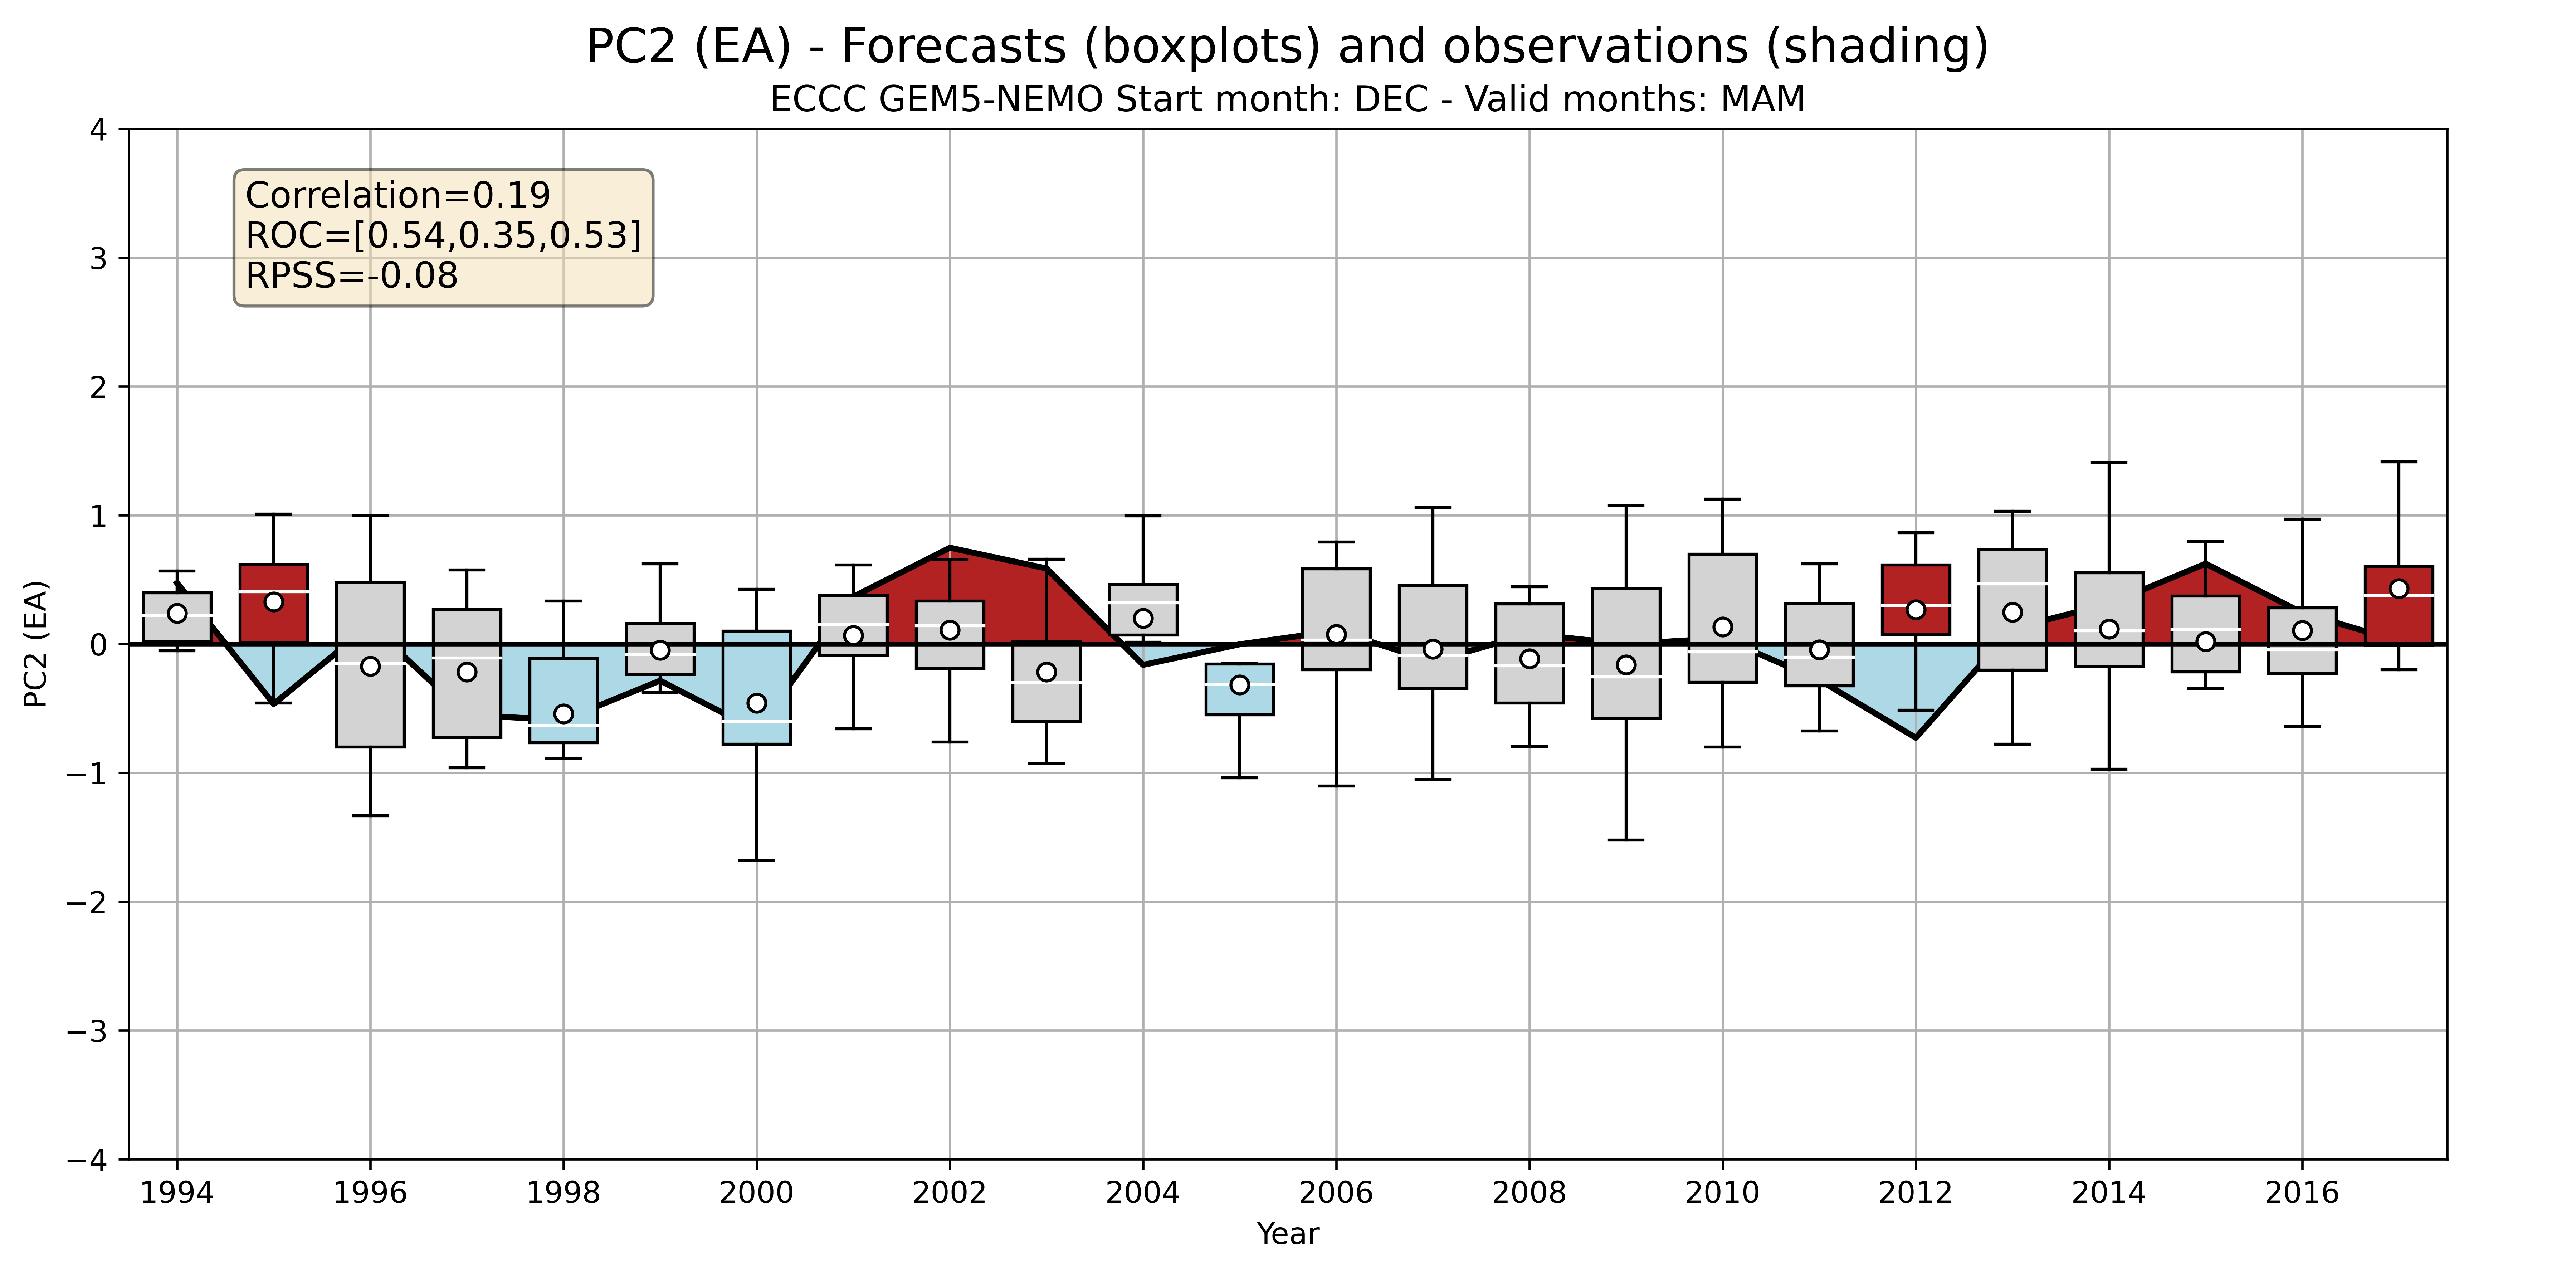 PC2 (EA) - Forecasts (boxplots) and observations (shading)
ECCC GEM5-NEMO Start month: DEC - Valid months: MAM
Correlation=0.19
ROC=[0.54,0.35,0.53]
RPSS=-0.08
PC2 (EA)
4
3
2
1
0
−1
−2
−3
−4
1994 1996 1998 2000 2002 2004 2006 2008 2010 2012 2014 2016
Year